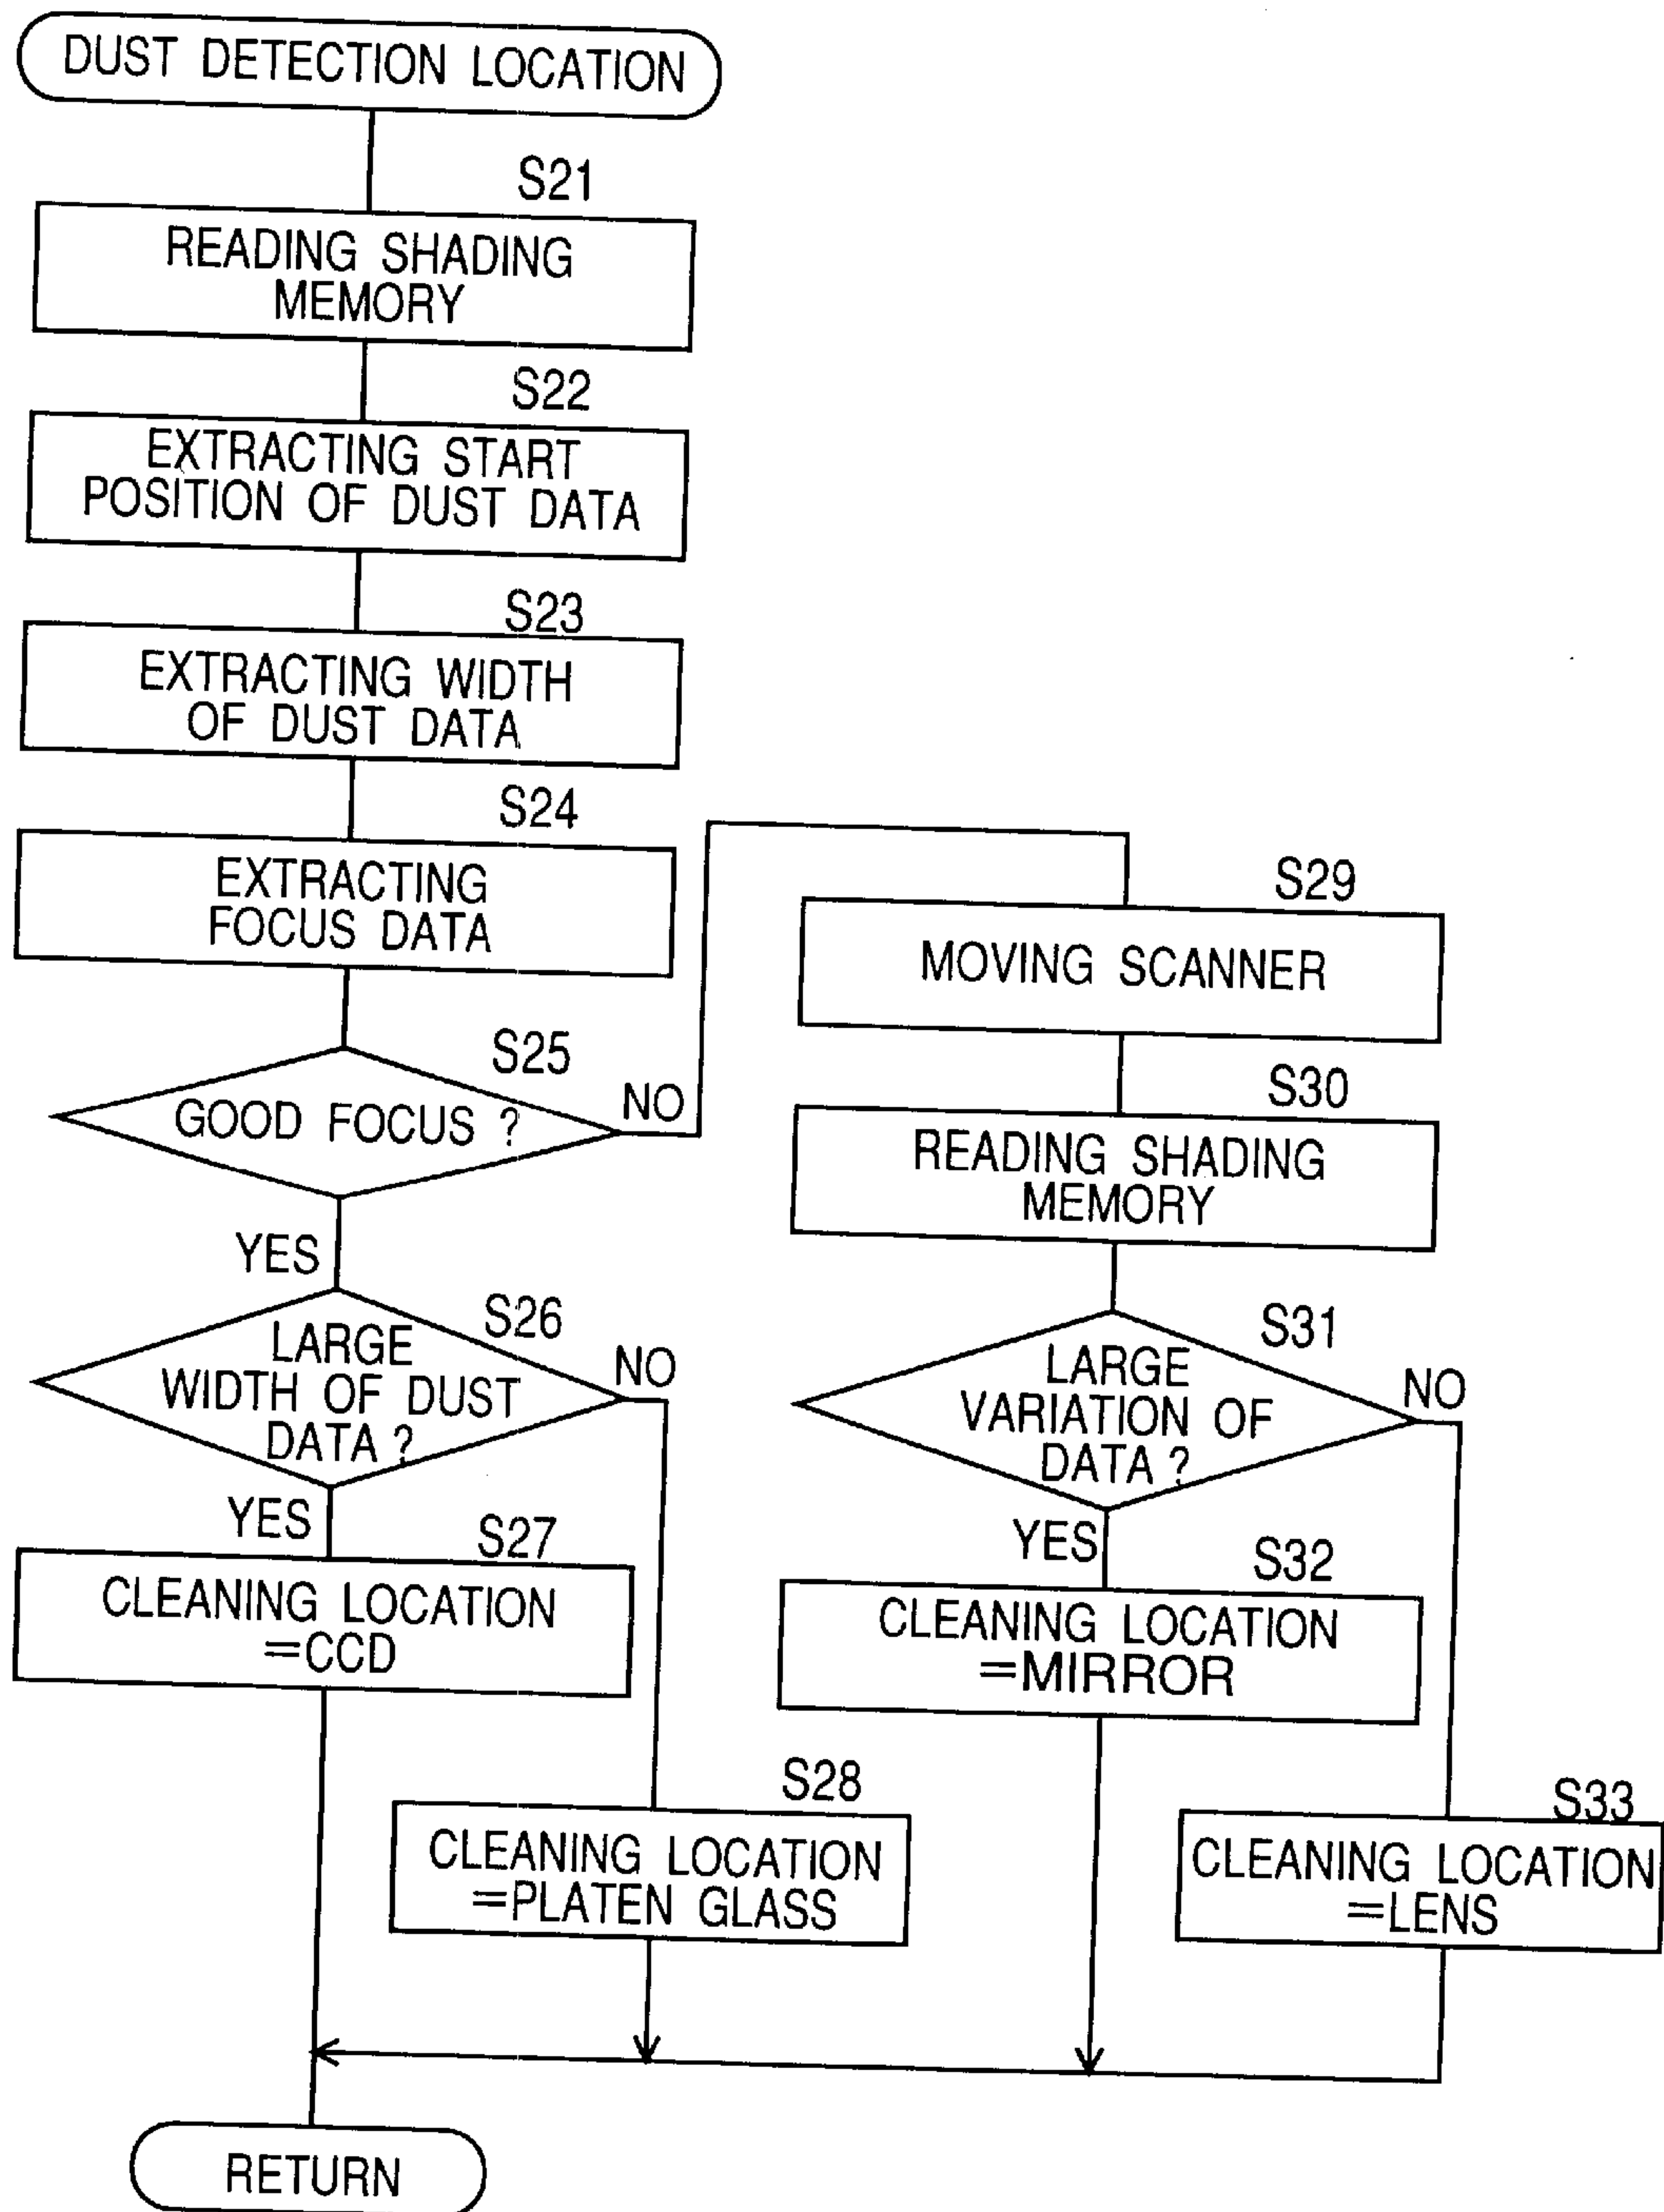 DUST DETECTION LOCATION
S21
READING SHADING
MEMORY
S22
EXTRACTING START
POSITION OF DUST DATA
S23
EXTRACTING WIDTH
OF DUST DATA
S24
EXTRACTING
FOCUS DATA
S25
GOOD FOCUS ?
NO
YES
S26
LARGE
WIDTH OF DUST
DATA ?
NO
YES
S27
CLEANING LOCATION
=CCD
S28
CLEANING LOCATION
=PLATEN GLASS
S29
MOVING SCANNER
S30
READING SHADING
MEMORY
S31
LARGE
VARIATION OF
DATA ?
NO
YES
S32
CLEANING LOCATION
=MIRROR
S33
CLEANING LOCATION
=LENS
RETURN